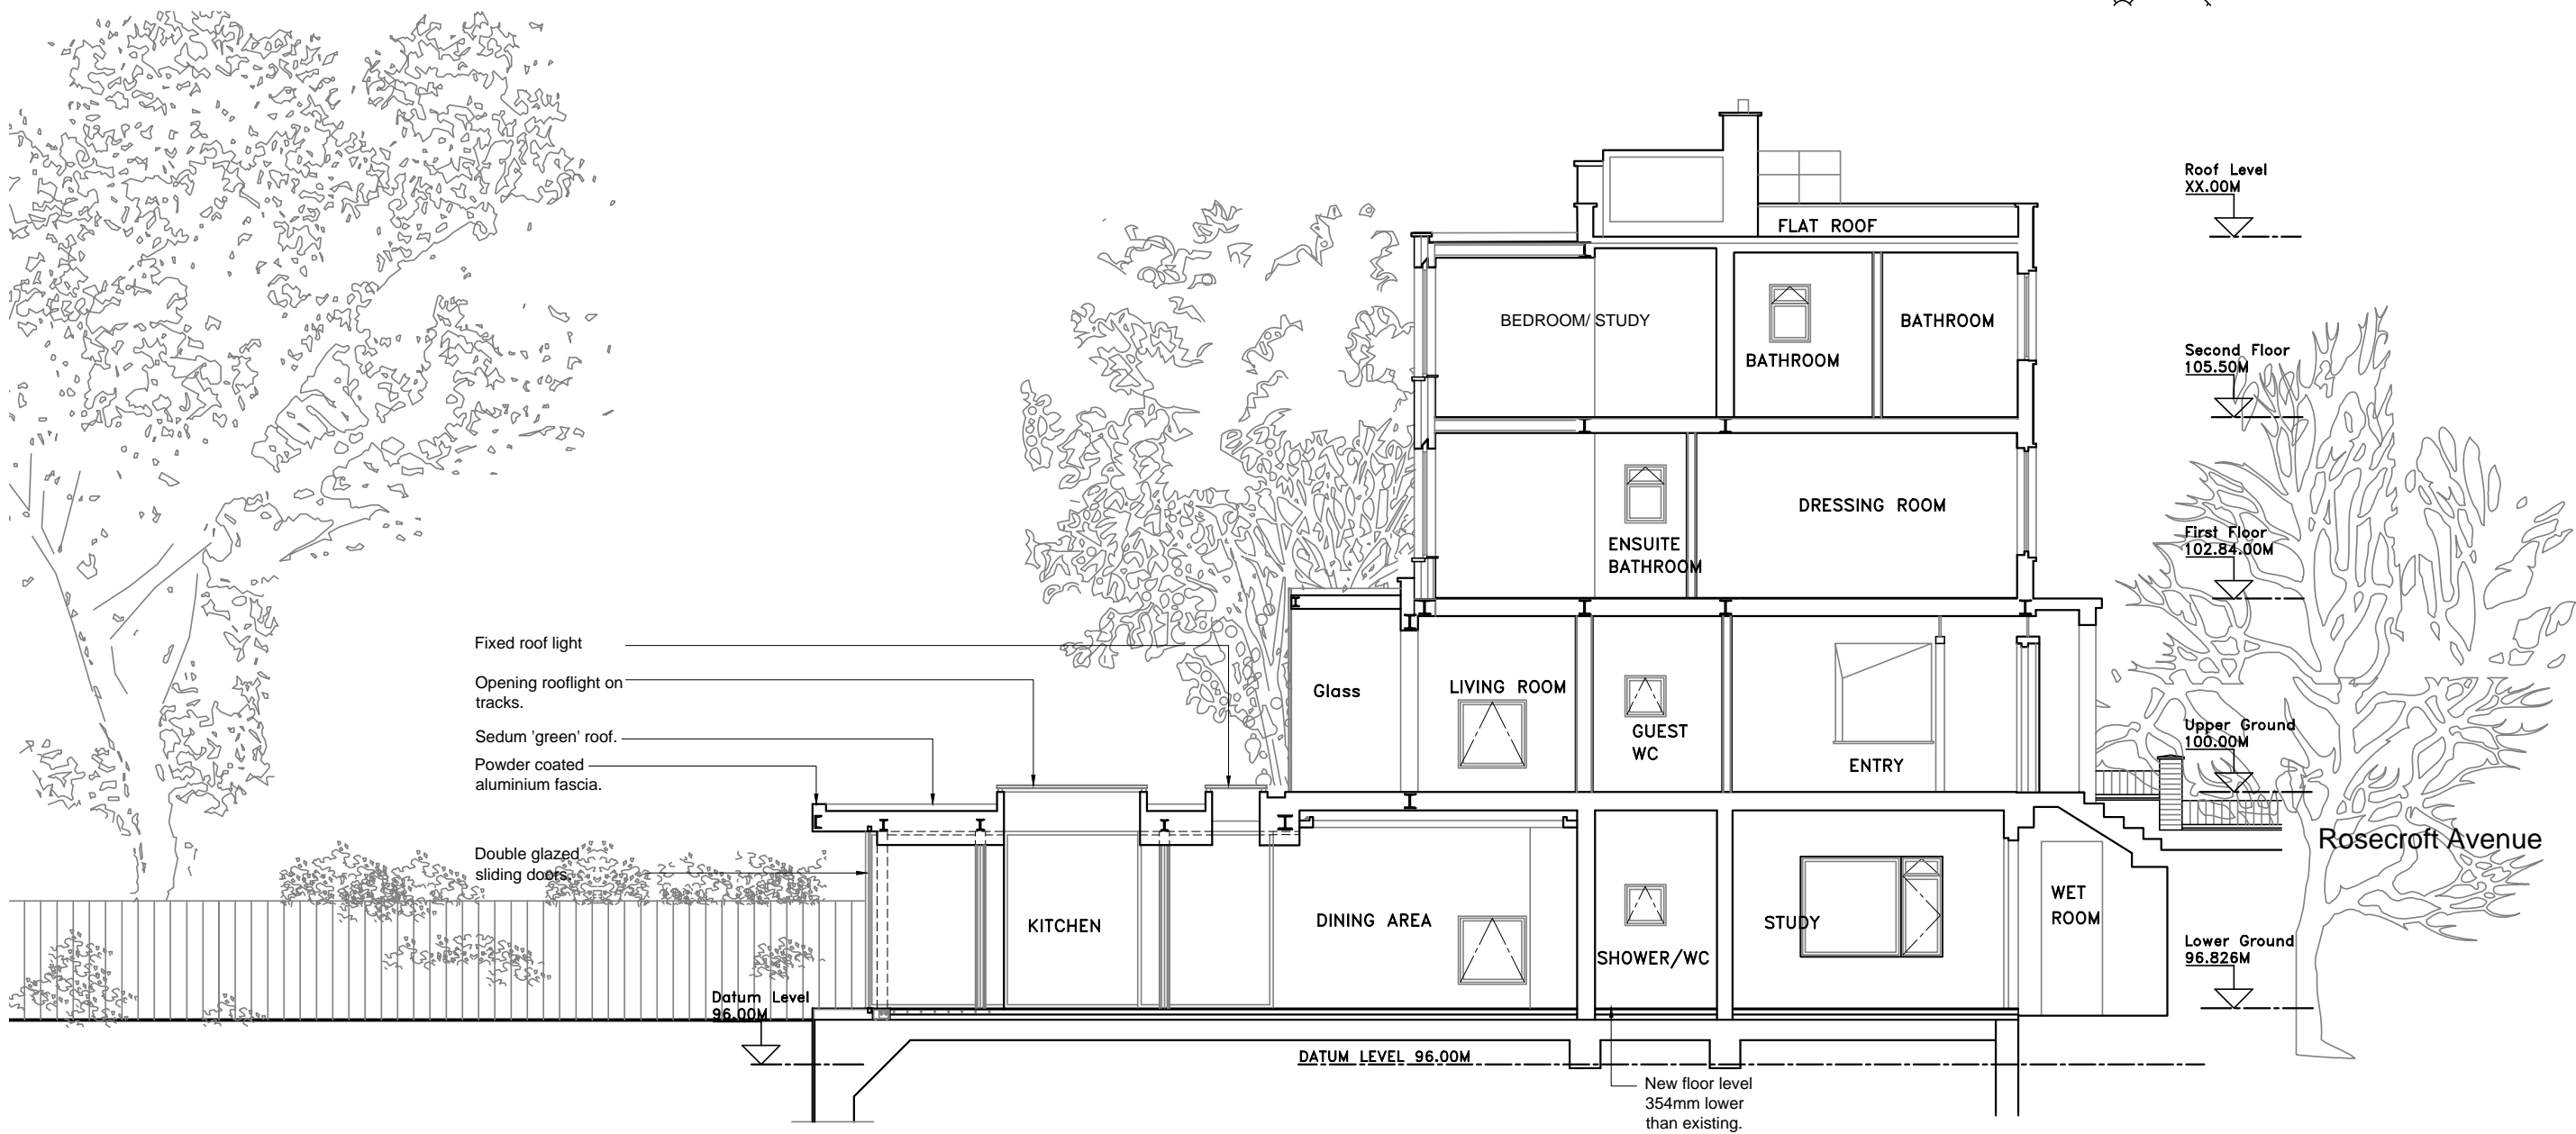 Roof Level
XX.00M
FLAT ROOF
BEDROOM/ STUDY
BATHROOM
BATHROOM
Second Floor
105.50M
ENSUITE
BATHROOM
DRESSING ROOM
First Floor
102.84.00M
Fixed roof light
Opening rooflight on
tracks.
Sedum 'green' roof.
Powder coated
aluminium fascia.
Double glazed
sliding doors.
Glass
LIVING ROOM
GUEST
WC
ENTRY
Upper Ground
100.00M
Rosecroft Avenue
KITCHEN
DINING AREA
SHOWER/WC
STUDY
WET
ROOM
Lower Ground
96.826M
Datum Level
96.00M
DATUM LEVEL 96.00M
New floor level
354mm lower
than existing.